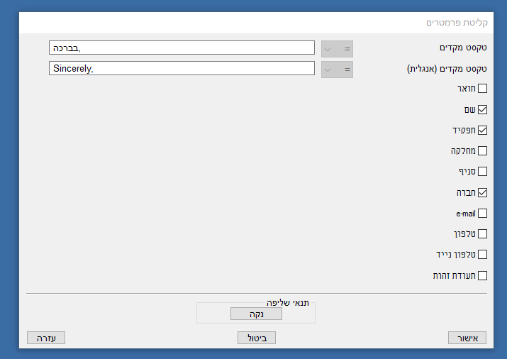 קליטת פרמטרים
טקסט מקדים = בברכה,
טקסט מקדים (אנגלית) = Sincerely,
תואר
שם
תפקיד
מחלקה
סניף
חברה
e-mail
טלפון
טלפון נייד
תעודת זהות
תנאי שליפה
נקה
אישור ביטול עזרה